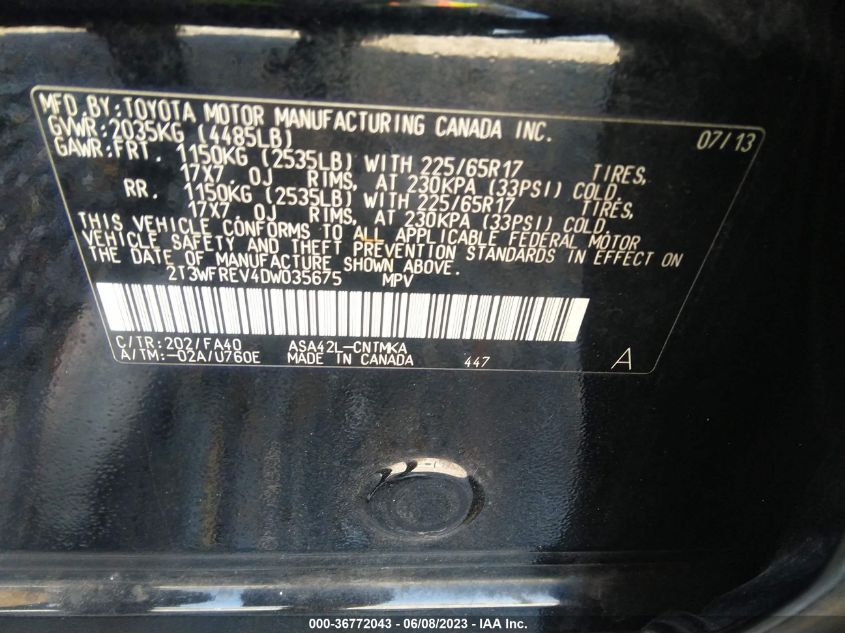 MFD BY: TOYOTA MOTOR MANUFACTURING CANADA INC. 07/13
GVWR: 2035KG (4485LB)
GAWR: FRT. 1150KG (2535LB) WITH 225/65R17 TIRES,
17X7.0J RIMS, AT 230KPA (33PSI) COLD.
RR. 1150KG (2535LB) WITH 225/65R17 TIRES,
17X7.0J RIMS, AT 230KPA (33PSI) COLD.
THIS VEHICLE CONFORMS TO ALL APPLICABLE FEDERAL MOTOR
VEHICLE SAFETY AND THEFT PREVENTION STANDARDS IN EFFECT ON
THE DATE OF MANUFACTURE SHOWN ABOVE.
2T3WFREV4DW035675 MPV
C/TR: 202/FA40 ASA42L-CNTMKA
A/TM: -02A/U760E MADE IN CANADA 447 A
000-36772043 - 06/08/2023 - IAA Inc.